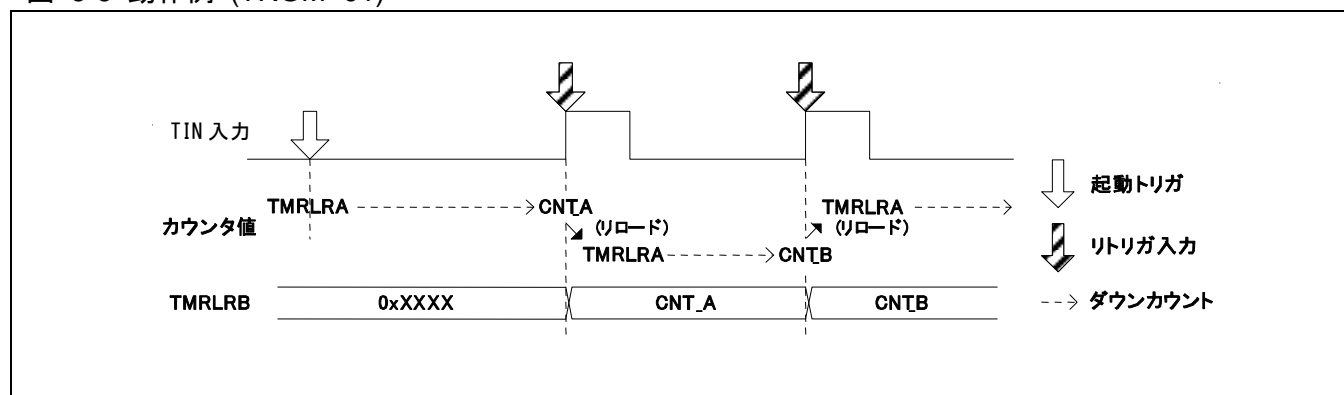 TIN 入力
起動トリガ
TMRLRA
CNT_A
TMRLRA
カウンタ値
(リロード)
(リロード)
リトリガ入力
TMRLRA
CNT_B
TMRLRB
0xXXXX
CNT_A
CNT_B
ダウンカウント